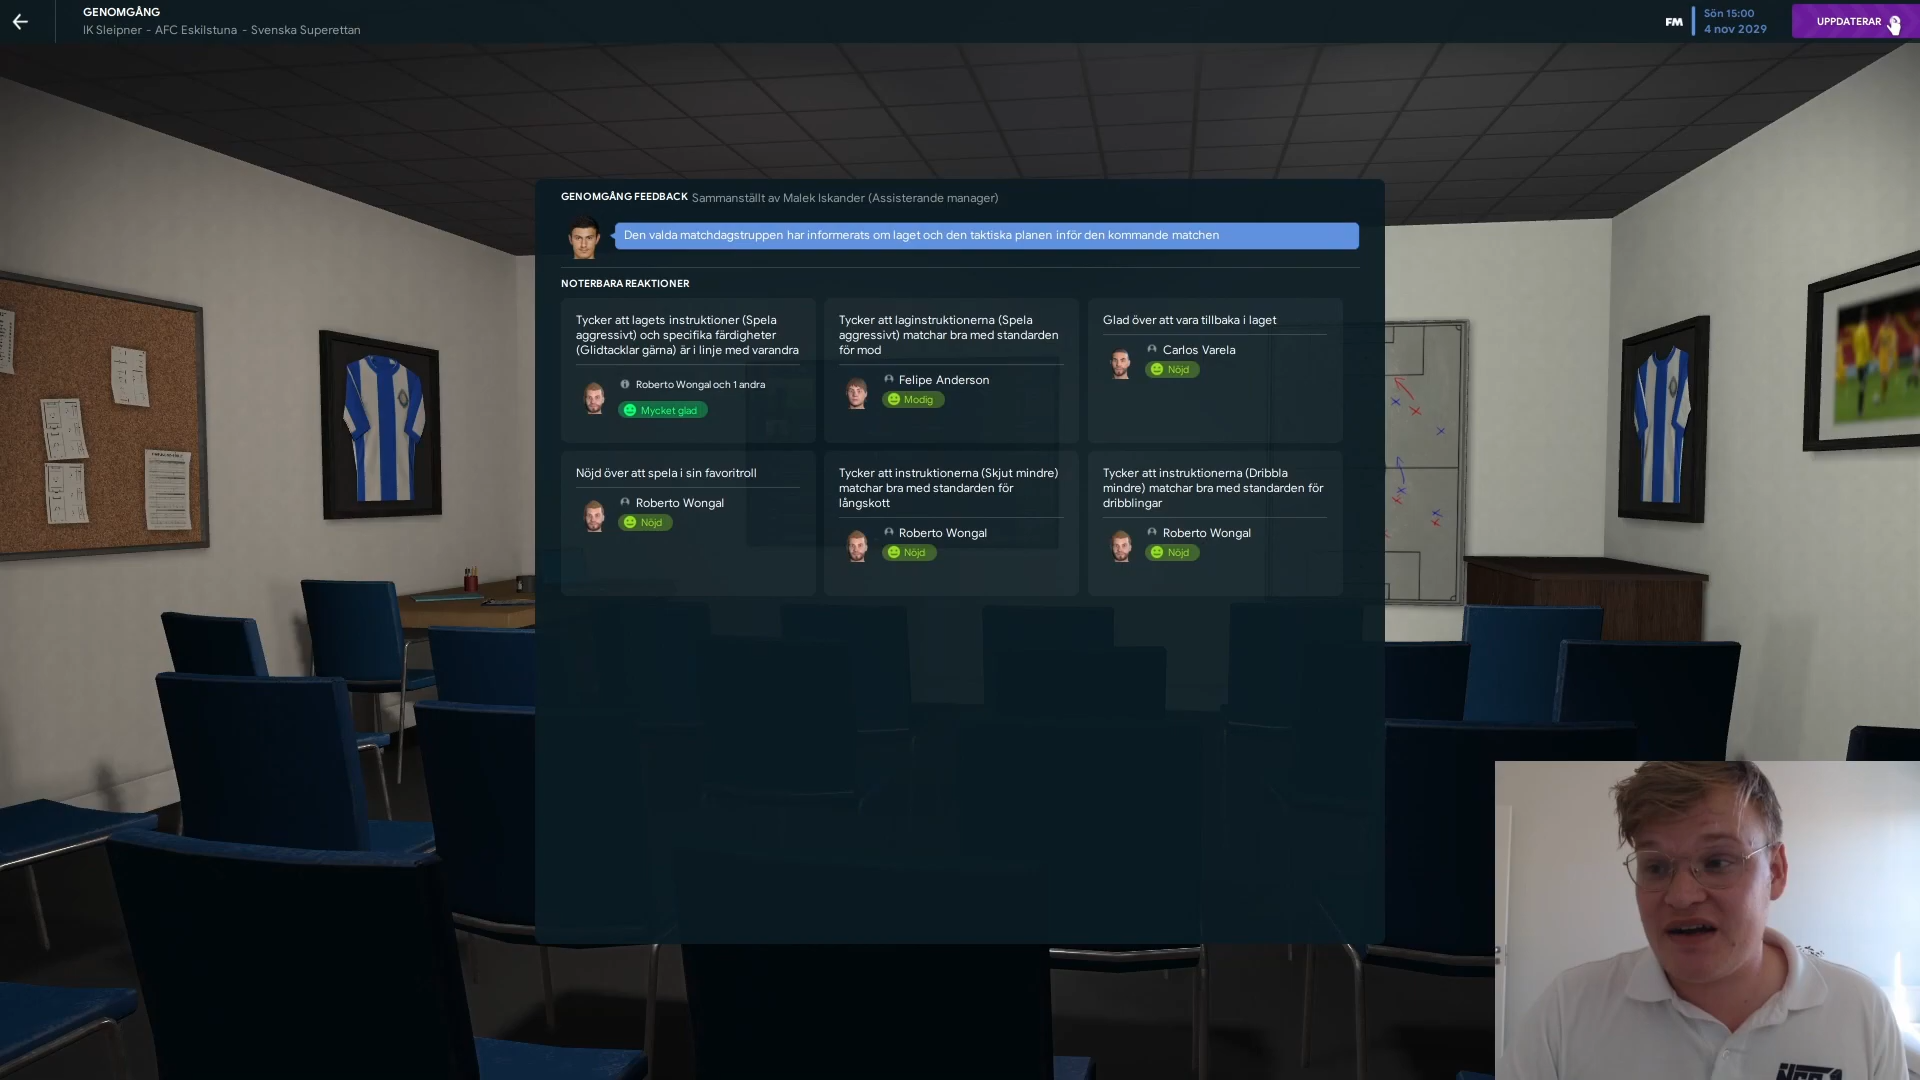 GENOMGÅNG
IK Sleipner - AFC Eskilstuna - Svenska Superettan
FM
Sön 15:00
4 nov 2029
UPPDATERAR
GENOMGÅNG FEEDBACK Sammanställt av Malek Iskander (Assisterande manager)
Den valda matchdagstruppen har informerats om laget och den taktiska planen inför den kommande matchen
NOTERBARA REAKTIONER
Tycker att lagets instruktioner (Spela
aggressivt) och specifika färdigheter
(Glidtacklar gärna) är i linje med varandra
Roberto Wongal och 1 andra
Mycket glad
Tycker att laginstruktionerna (Spela
aggressivt) matchar bra med standarden
för mod
Felipe Anderson
Modig
Glad över att vara tillbaka i laget
Carlos Varela
Nöjd
Nöjd över att spela i sin favoritroll
Roberto Wongal
Nöjd
Tycker att instruktionerna (Skjut mindre)
matchar bra med standarden för
långskott
Roberto Wongal
Nöjd
Tycker att instruktionerna (Dribbla
mindre) matchar bra med standarden för
dribblingar
Roberto Wongal
Nöjd